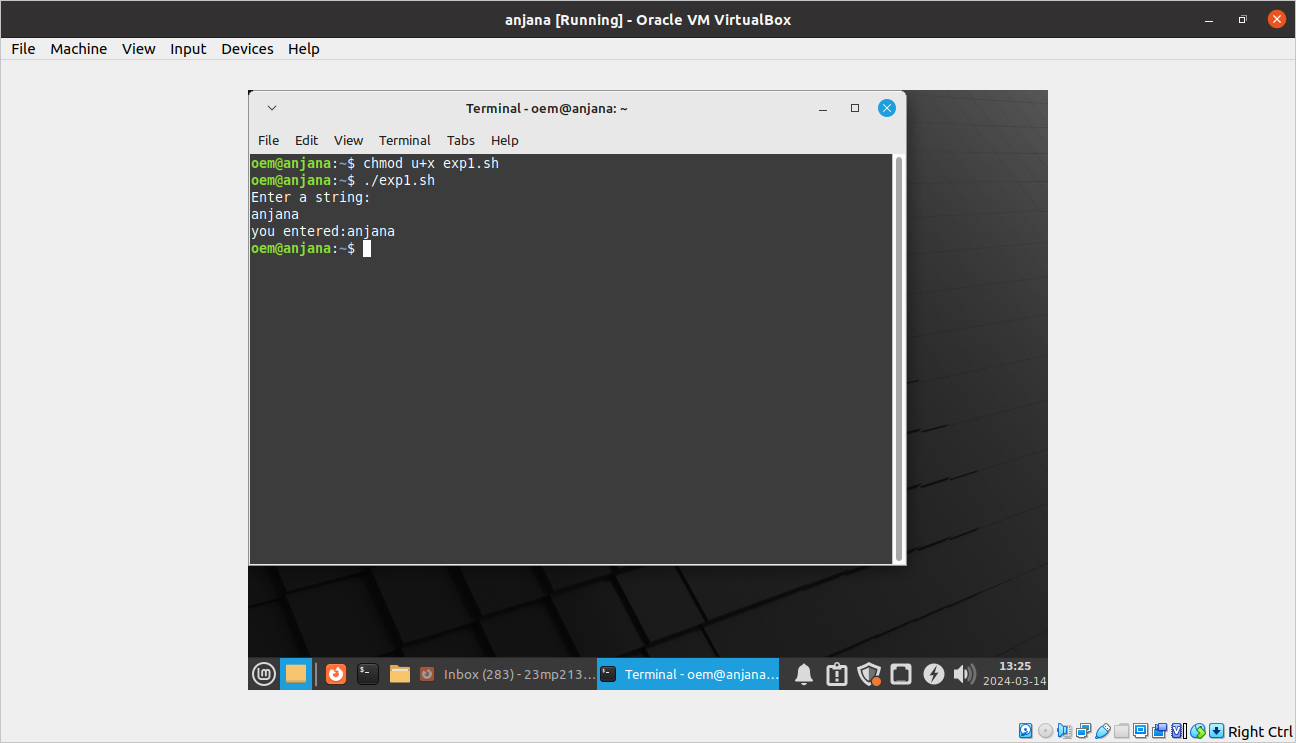 anjana [Running] - Oracle VM VirtualBox
File Machine View Input Devices Help
Terminal - oem@anjana: ~
File Edit View Terminal Tabs Help
oem@anjana:~$ chmod u+x exp1.sh
oem@anjana:~$ ./exp1.sh
Enter a string:
anjana
you entered:anjana
oem@anjana:~$
Inbox (283) - 23mp213... Terminal - oem@anjana... 13:25
2024-03-14
Right Ctrl